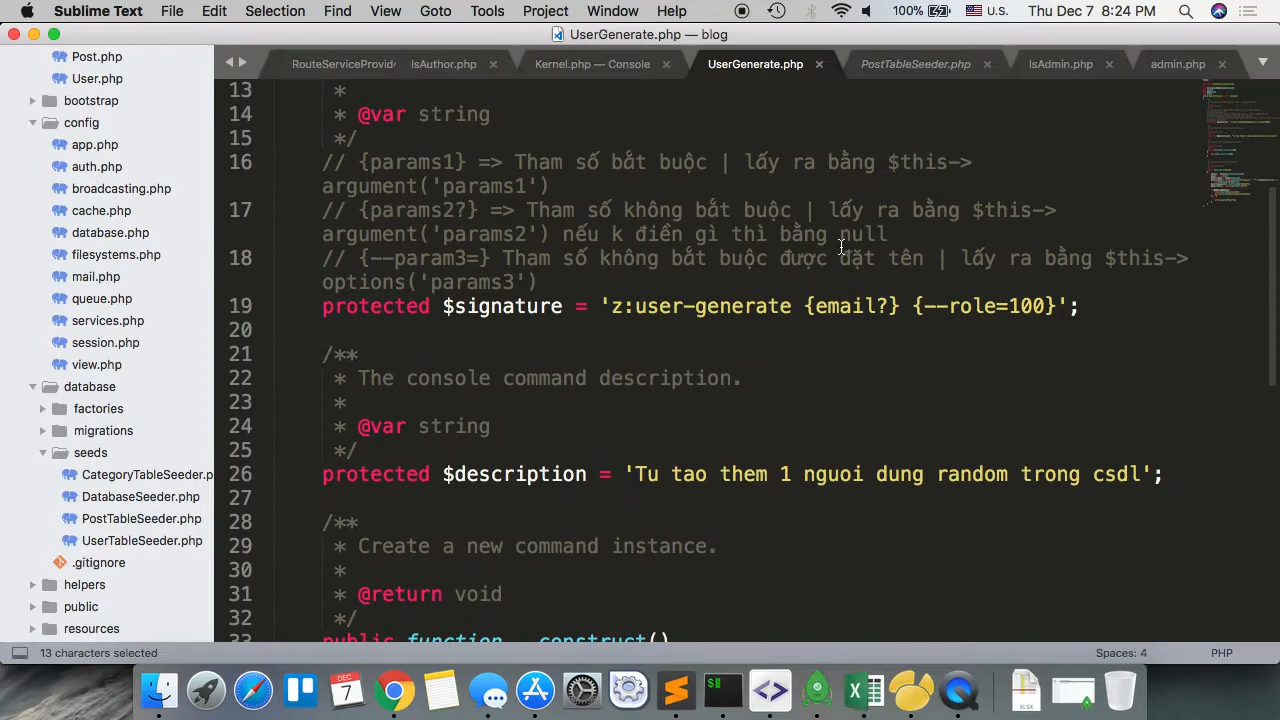 Sublime Text File Edit Selection Find View Goto Tools Project Window Help 100% U.S. Thu Dec 7 8:24 PM
UserGenerate.php — blog
RouteServiceProvid IsAuthor.php Kernel.php — Console UserGenerate.php PostTableSeeder.php IsAdmin.php admin.php
Post.php
User.php
bootstrap
config
app.php
auth.php
broadcasting.php
cache.php
database.php
filesystems.php
mail.php
queue.php
services.php
session.php
view.php
database
factories
migrations
seeds
CategoryTableSeeder.p
DatabaseSeeder.php
PostTableSeeder.php
UserTableSeeder.php
.gitignore
helpers
public
resources
13 *
14 * @var string
15 */
16 // {params1} => Tham số bắt buộc | lấy ra bằng $this->
argument('params1')
17 // {params2?} => Tham số không bắt buộc | lấy ra bằng $this->
argument('params2') nếu k điền gì thì bằng null
18 // {--param3=} Tham số không bắt buộc được đặt tên | lấy ra bằng $this->
options('params3')
19 protected $signature = 'z:user-generate {email?} {--role=100}';
20
21 /**
22 * The console command description.
23 *
24 * @var string
25 */
26 protected $description = 'Tu tao them 1 nguoi dung random trong csdl';
27
28 /**
29 * Create a new command instance.
30 *
31 * @return void
32 */
33 public function __construct()
13 characters selected Spaces: 4 PHP
DEC
7